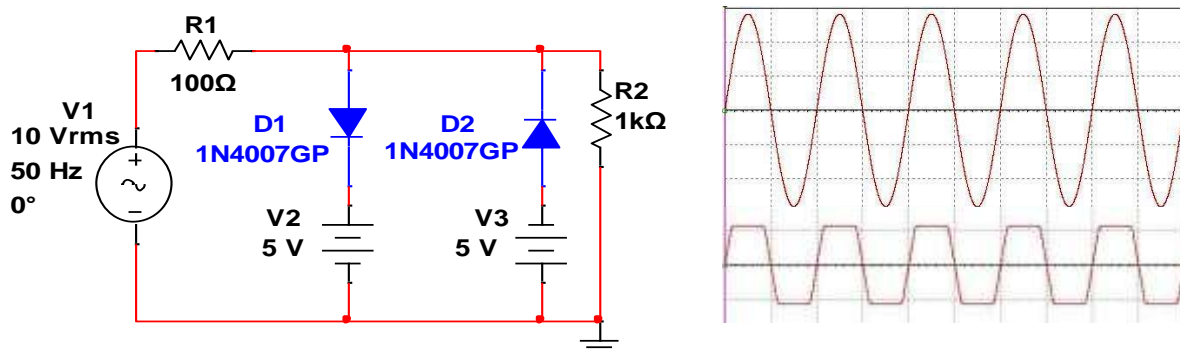 R1
100Ω
V1
10 Vrms
50 Hz
0°
D1
1N4007GP
D2
1N4007GP
R2
1kΩ
V2
5 V
V3
5 V